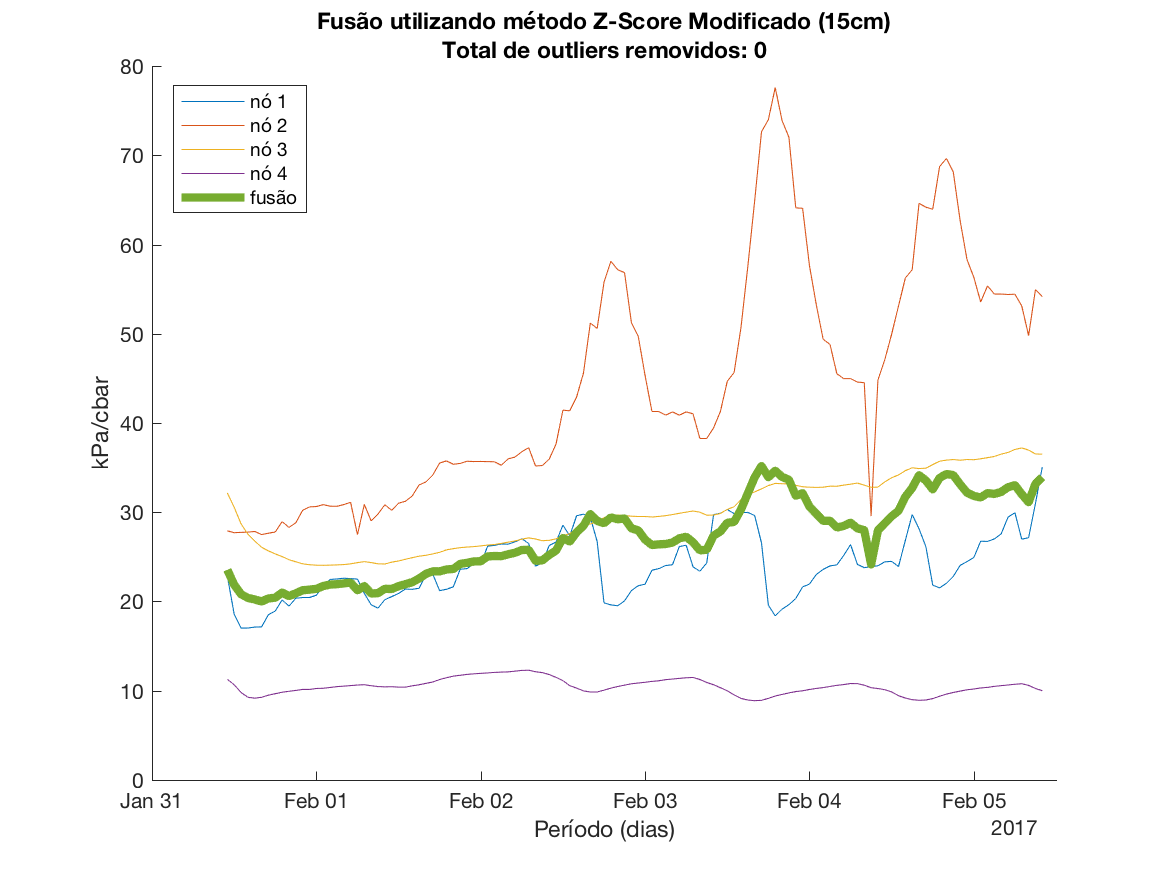 Fusão utilizando método Z-Score Modificado (15cm)
Total de outliers removidos: 0
80
70
60
50
40
30
20
10
0
kPa/cbar
nó 1
nó 2
nó 3
nó 4
fusão
Jan 31
Feb 01
Feb 02
Feb 03
Feb 04
Feb 05
2017
Período (dias)